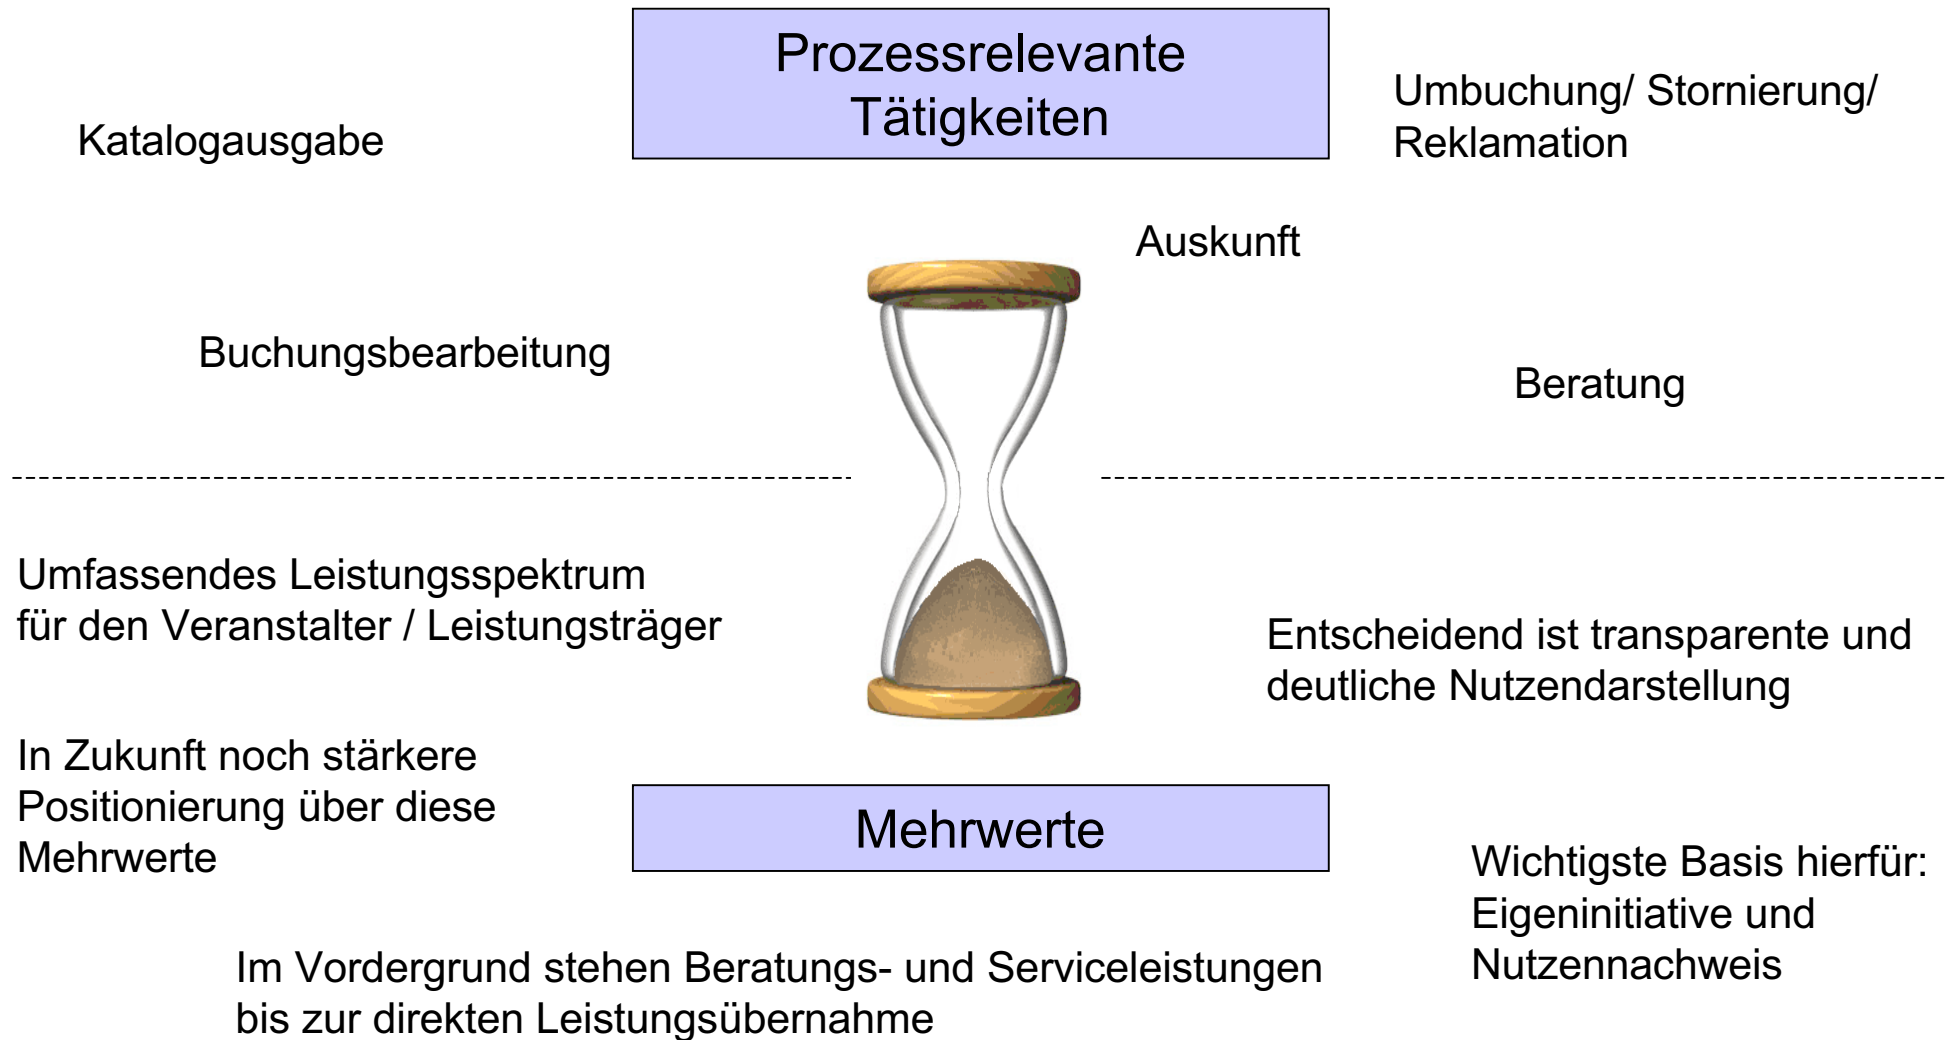 Prozessrelevante
Tätigkeiten
Katalogausgabe
Umbuchung/ Stornierung/
Reklamation
Auskunft
Buchungsbearbeitung
Beratung
Umfassendes Leistungsspektrum
für den Veranstalter / Leistungsträger
Entscheidend ist transparente und
deutliche Nutzendarstellung
In Zukunft noch stärkere
Positionierung über diese
Mehrwerte
Mehrwerte
Wichtigste Basis hierfür:
Eigeninitiative und
Nutzennachweis
Im Vordergrund stehen Beratungs- und Serviceleistungen
bis zur direkten Leistungsübernahme